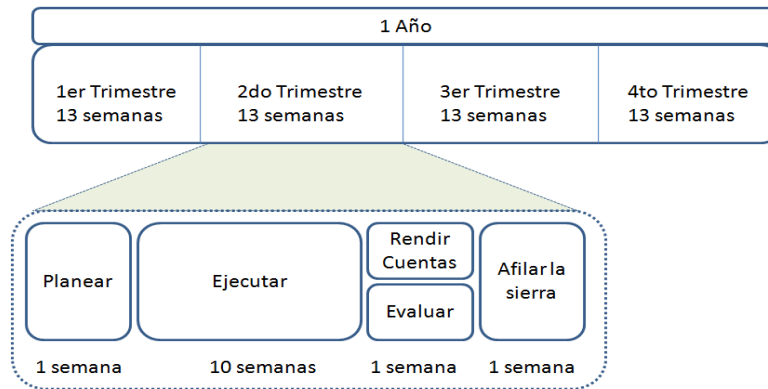 1 Año
1er Trimestre
13 semanas
2do Trimestre
13 semanas
3er Trimestre
13 semanas
4to Trimestre
13 semanas
Planear
Ejecutar
Rendir
Cuentas
Evaluar
Afilar la
sierra
1 semana
10 semanas
1 semana
1 semana